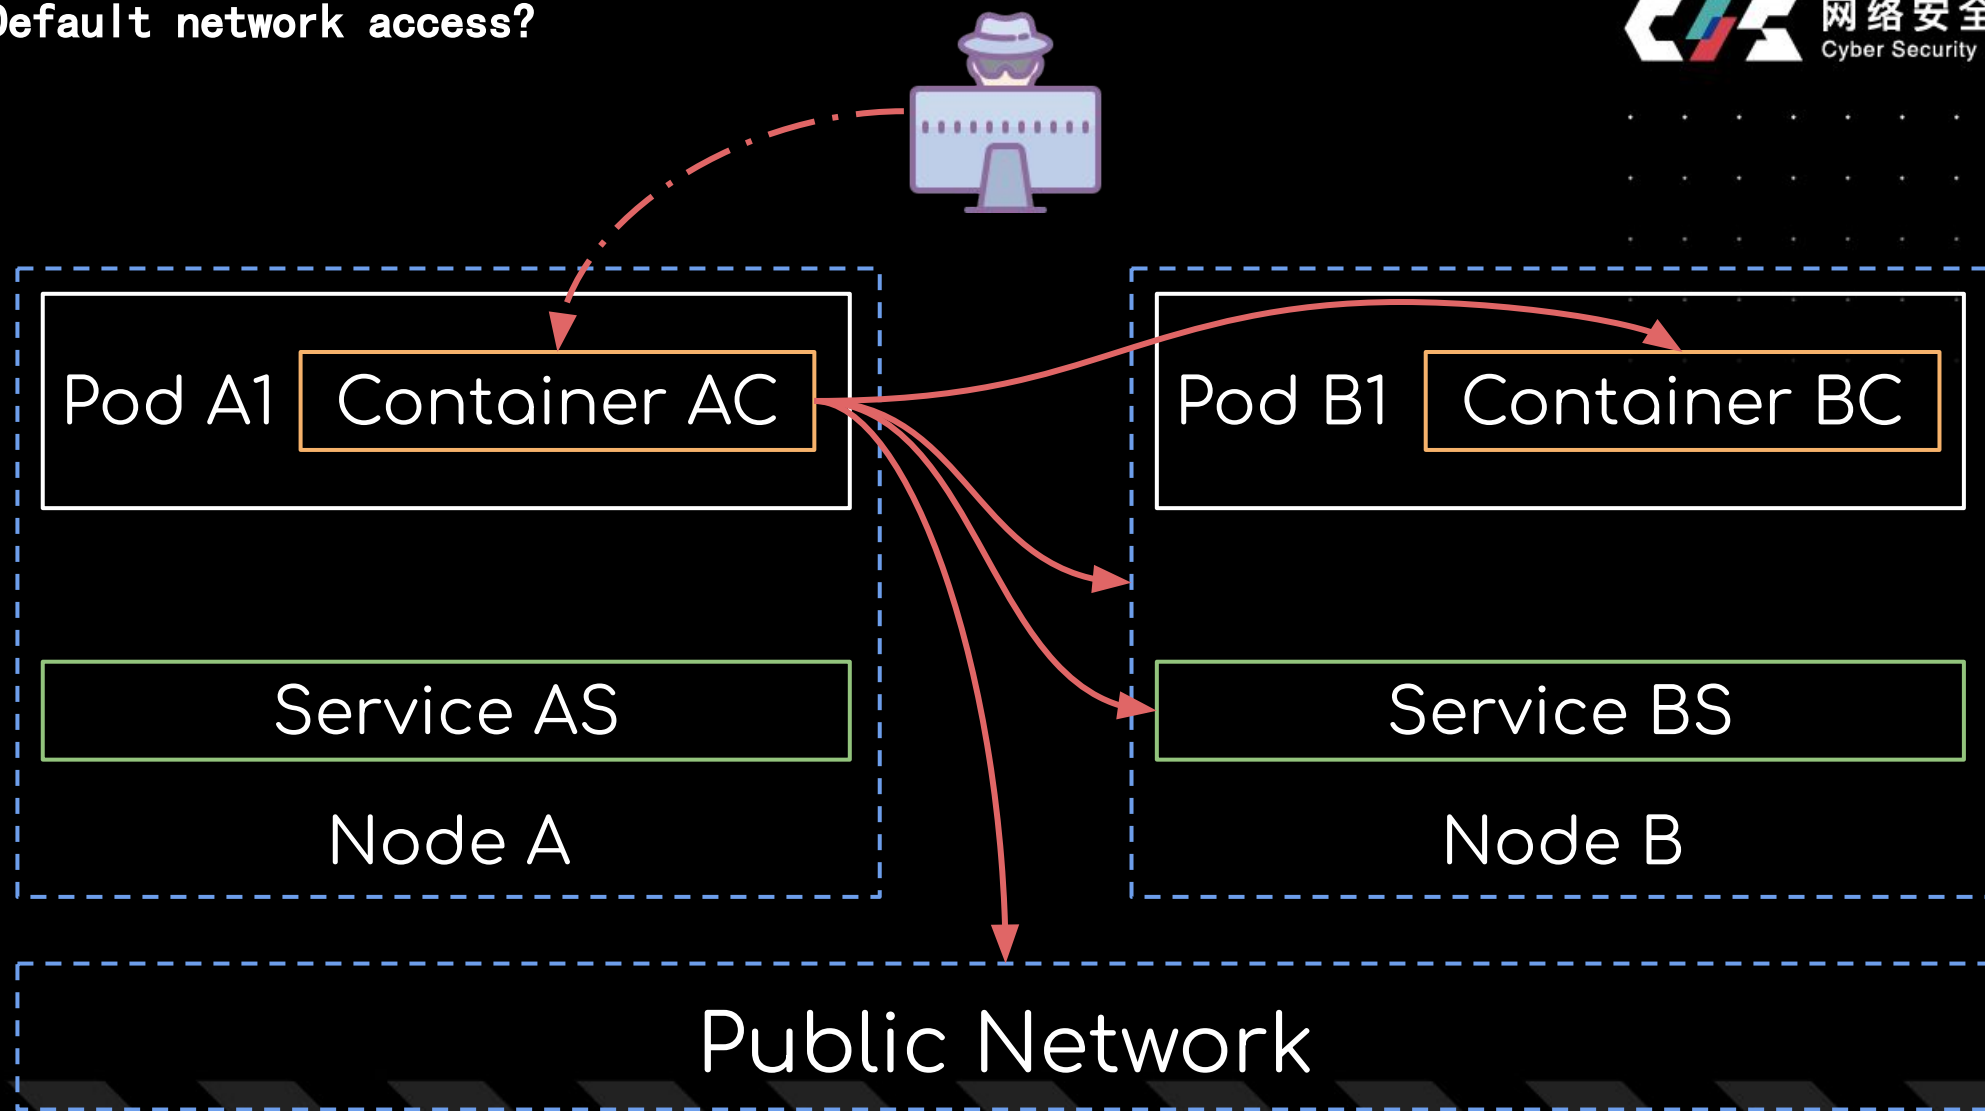 Default network access?
网络安全
Cyber Security
Pod A1
Container AC
Pod B1
Container BC
Service AS
Service BS
Node A
Node B
Public Network